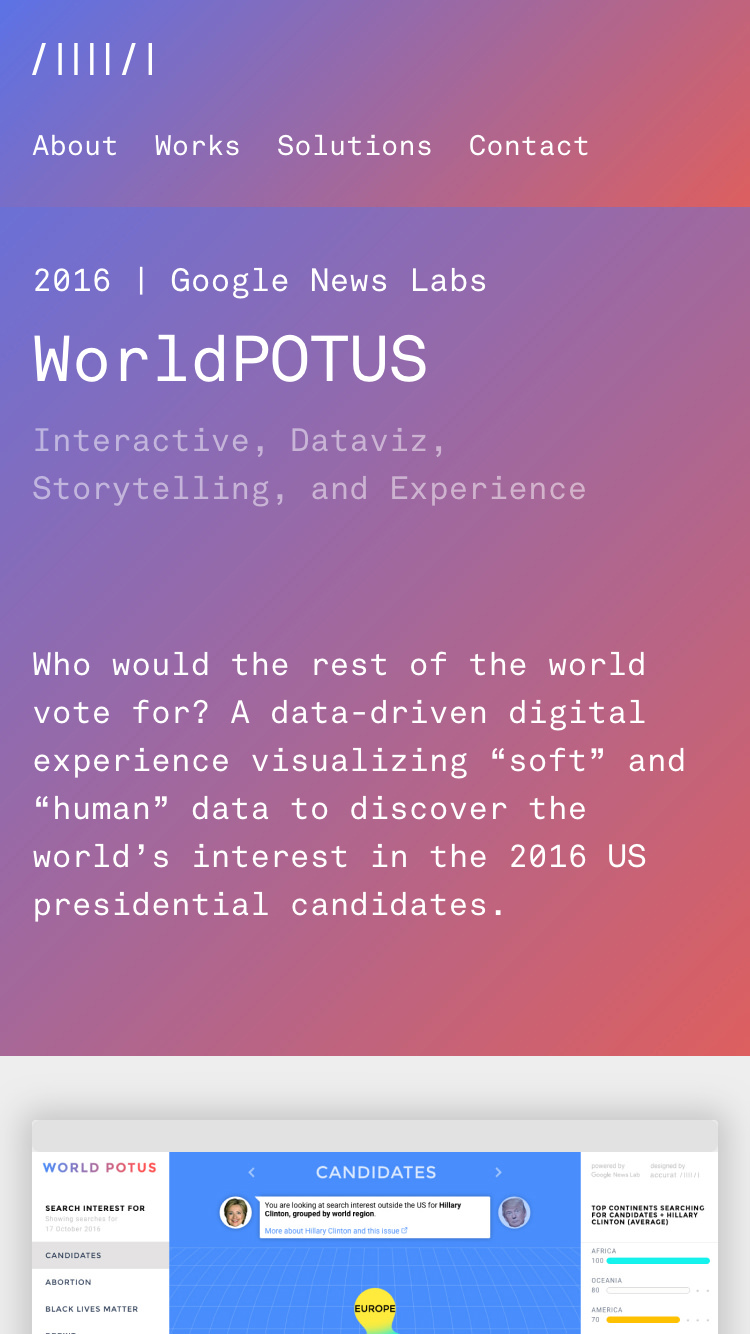 /||||/|
About Works Solutions Contact
2016 | Google News Labs
WorldPOTUS
Interactive, Dataviz,
Storytelling, and Experience
Who would the rest of the world
vote for? A data-driven digital
experience visualizing “soft” and
“human” data to discover the
world’s interest in the 2016 US
presidential candidates.
WORLD POTUS
SEARCH INTEREST FOR
Showing searches for
17 October 2016
CANDIDATES
ABORTION
BLACK LIVES MATTER
CANDIDATES
You are looking at search interest outside the US for Hillary
Clinton, grouped by world region.
More about Hillary Clinton and this issue
EUROPE
powered by
Google News Lab
designed by
accurat /||||/|
TOP CONTINENTS SEARCHING
FOR CANDIDATES + HILLARY
CLINTON (AVERAGE)
AFRICA
100
OCEANIA
80
AMERICA
70